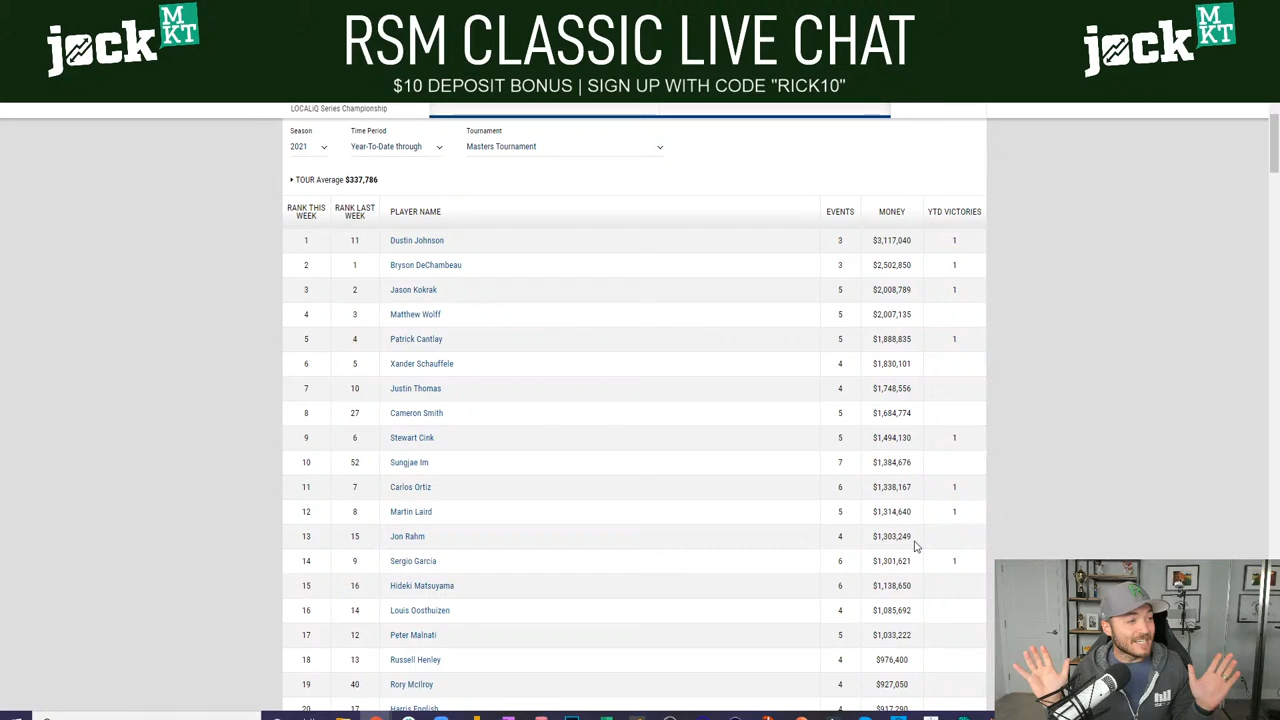 jock MKT
RSM CLASSIC LIVE CHAT
jock MKT
$10 DEPOSIT BONUS | SIGN UP WITH CODE "RICK10"
LOCALiQ Series Championship
Season Time Period Tournament
2021 Year-To-Date through Masters Tournament
TOUR Average $337,786
RANK THIS WEEK RANK LAST WEEK PLAYER NAME EVENTS MONEY YTD VICTORIES
1 11 Dustin Johnson 3 $3,117,040 1
2 1 Bryson DeChambeau 3 $2,502,850 1
3 2 Jason Kokrak 5 $2,008,789 1
4 3 Matthew Wolff 5 $2,007,135
5 4 Patrick Cantlay 5 $1,888,835 1
6 5 Xander Schauffele 4 $1,830,101
7 10 Justin Thomas 4 $1,748,556
8 27 Cameron Smith 5 $1,684,774
9 6 Stewart Cink 5 $1,494,130 1
10 52 Sungjae Im 7 $1,384,676
11 7 Carlos Ortiz 6 $1,338,167 1
12 8 Martin Laird 5 $1,314,640 1
13 15 Jon Rahm 4 $1,303,249
14 9 Sergio Garcia 6 $1,301,621 1
15 16 Hideki Matsuyama 6 $1,138,650
16 14 Louis Oosthuizen 4 $1,085,692
17 12 Peter Malnati 5 $1,033,222
18 13 Russell Henley 4 $976,400
19 40 Rory McIlroy 4 $927,050
20 17 Harris English 4 $917,290